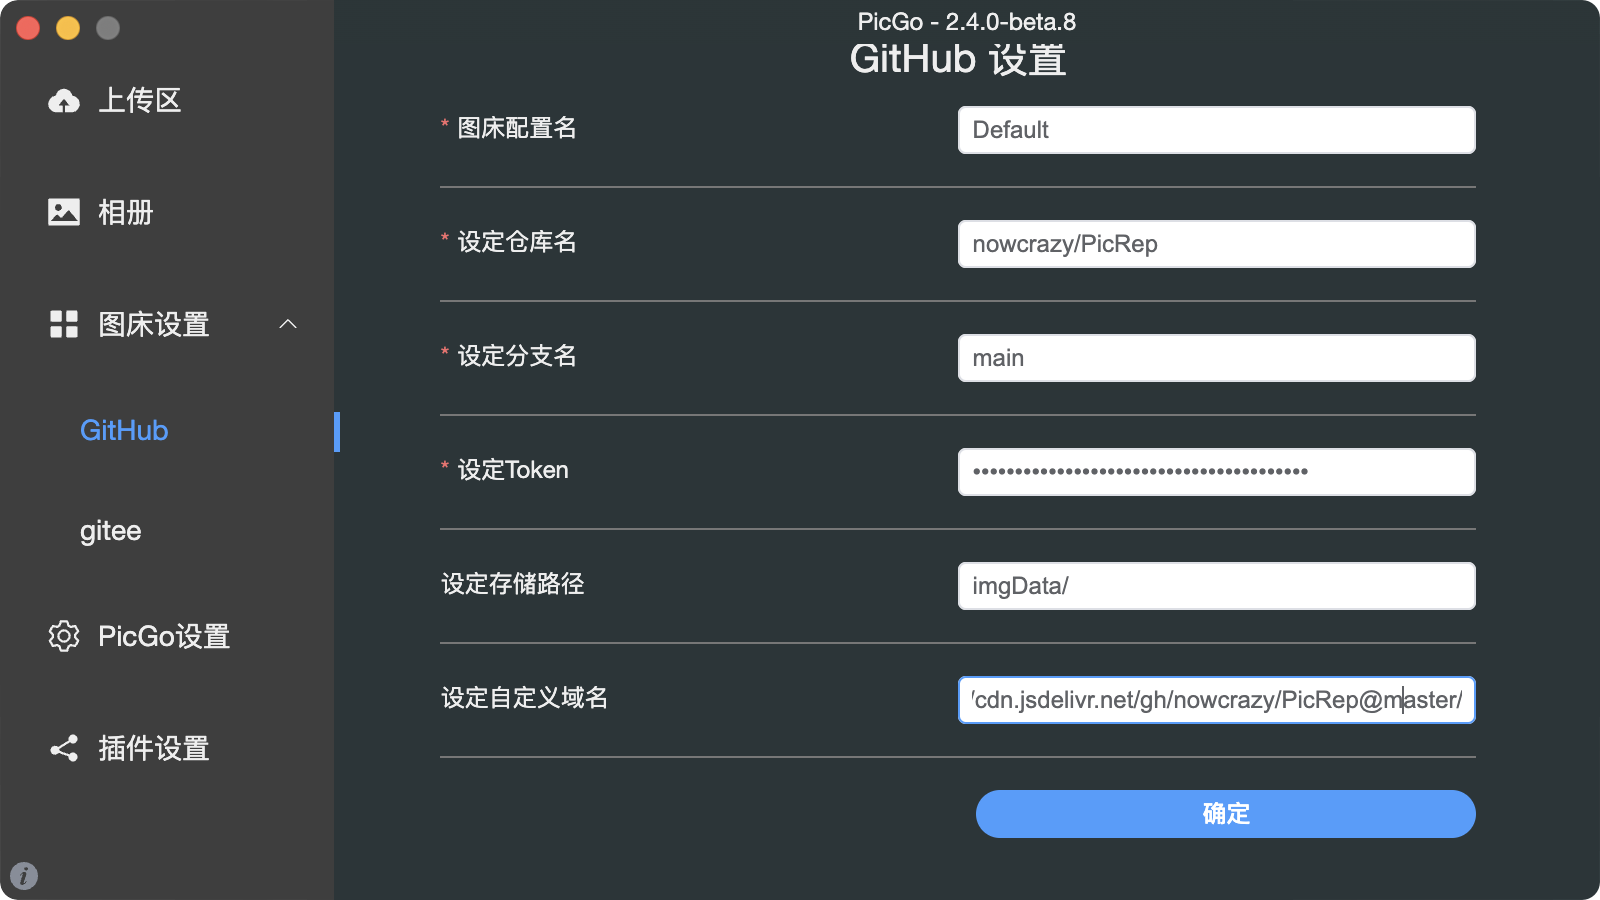 PicGo - 2.4.0-beta.8
GitHub 设置
上传区
相册
图床设置
GitHub
gitee
PicGo设置
插件设置
* 图床配置名
Default
* 设定仓库名
nowcrazy/PicRep
* 设定分支名
main
* 设定Token
••••••••••••••••••••••••••••••••••••••••
设定存储路径
imgData/
设定自定义域名
/cdn.jsdelivr.net/gh/nowcrazy/PicRep@master/
确定